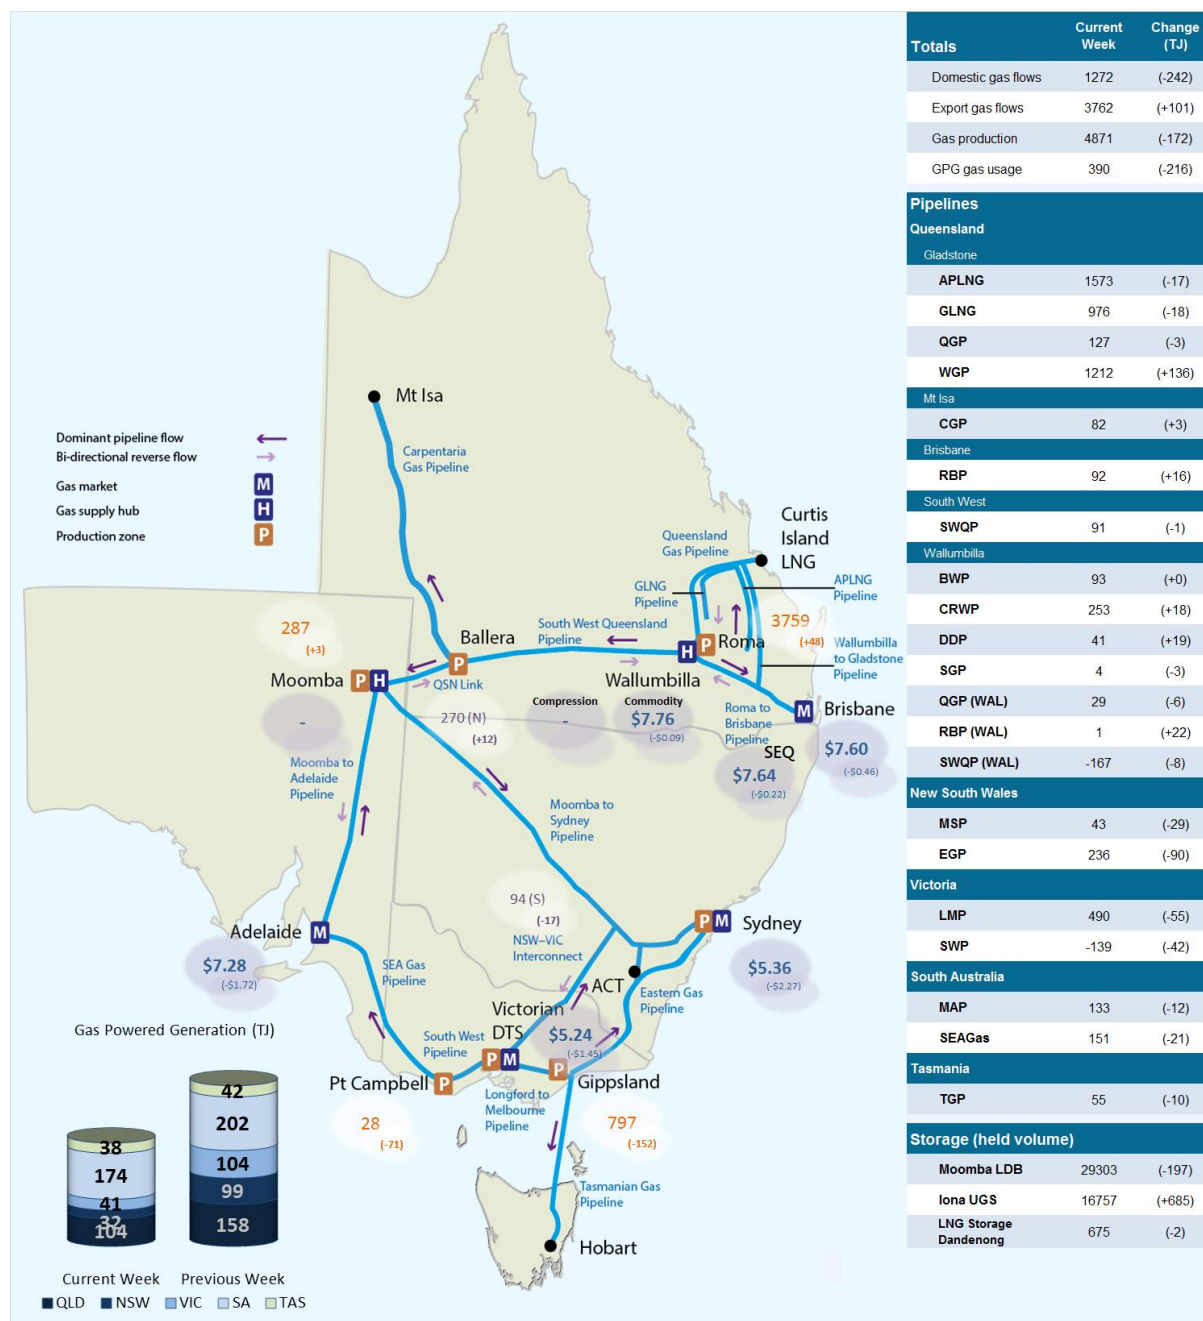 Mt Isa
Dominant pipeline flow
Bi-directional reverse flow
Gas market
M
Gas supply hub
H
Production zone
P
Carpentaria
Gas Pipeline
Curtis
Island
LNG
Queensland
Gas Pipeline
GLNG
Pipeline
APLNG
Pipeline
287
(+3)
Ballera
South West Queensland
Pipeline
3759
(+48)
P
Roma
H
Wallumbilla
to Gladstone
Pipeline
Moomba
P
H
P
QSN Link
Wallumbilla
Roma to
Brisbane
Pipeline
M
Brisbane
-
270 (N)
(+12)
Compression
-
Commodity
$7.76
(-$0.09)
SEQ
$7.64
(-$0.22)
$7.60
(-$0.46)
Moomba to
Adelaide
Pipeline
Moomba to
Sydney
Pipeline
94 (S)
(-17)
NSW-VIC
Interconnect
P
M
Sydney
$5.36
(-$2.27)
Adelaide
M
$7.28
(-$1.72)
SEA Gas
Pipeline
ACT
Eastern Gas
Pipeline
Victorian
DTS
$5.24
(-$1.45)
South West
Pipeline
P
M
P
Gippsland
Pt Campbell
P
Longford to
Melbourne
Pipeline
28
(-71)
797
(-152)
Tasmanian Gas
Pipeline
Hobart
Gas Powered Generation (TJ)
38
174
41
32
104
42
202
104
99
158
Current Week
Previous Week
QLD
NSW
VIC
SA
TAS
Totals Current Week Change (TJ)
Domestic gas flows 1272 (-242)
Export gas flows 3762 (+101)
Gas production 4871 (-172)
GPG gas usage 390 (-216)
Pipelines
Queensland
Gladstone
APLNG 1573 (-17)
GLNG 976 (-18)
QGP 127 (-3)
WGP 1212 (+136)
Mt Isa
CGP 82 (+3)
Brisbane
RBP 92 (+16)
South West
SWQP 91 (-1)
Wallumbilla
BWP 93 (+0)
CRWP 253 (+18)
DDP 41 (+19)
SGP 4 (-3)
QGP (WAL) 29 (-6)
RBP (WAL) 1 (+22)
SWQP (WAL) -167 (-8)
New South Wales
MSP 43 (-29)
EGP 236 (-90)
Victoria
LMP 490 (-55)
SWP -139 (-42)
South Australia
MAP 133 (-12)
SEAGas 151 (-21)
Tasmania
TGP 55 (-10)
Storage (held volume)
Moomba LDB 29303 (-197)
Iona UGS 16757 (+685)
LNG Storage Dandenong 675 (-2)